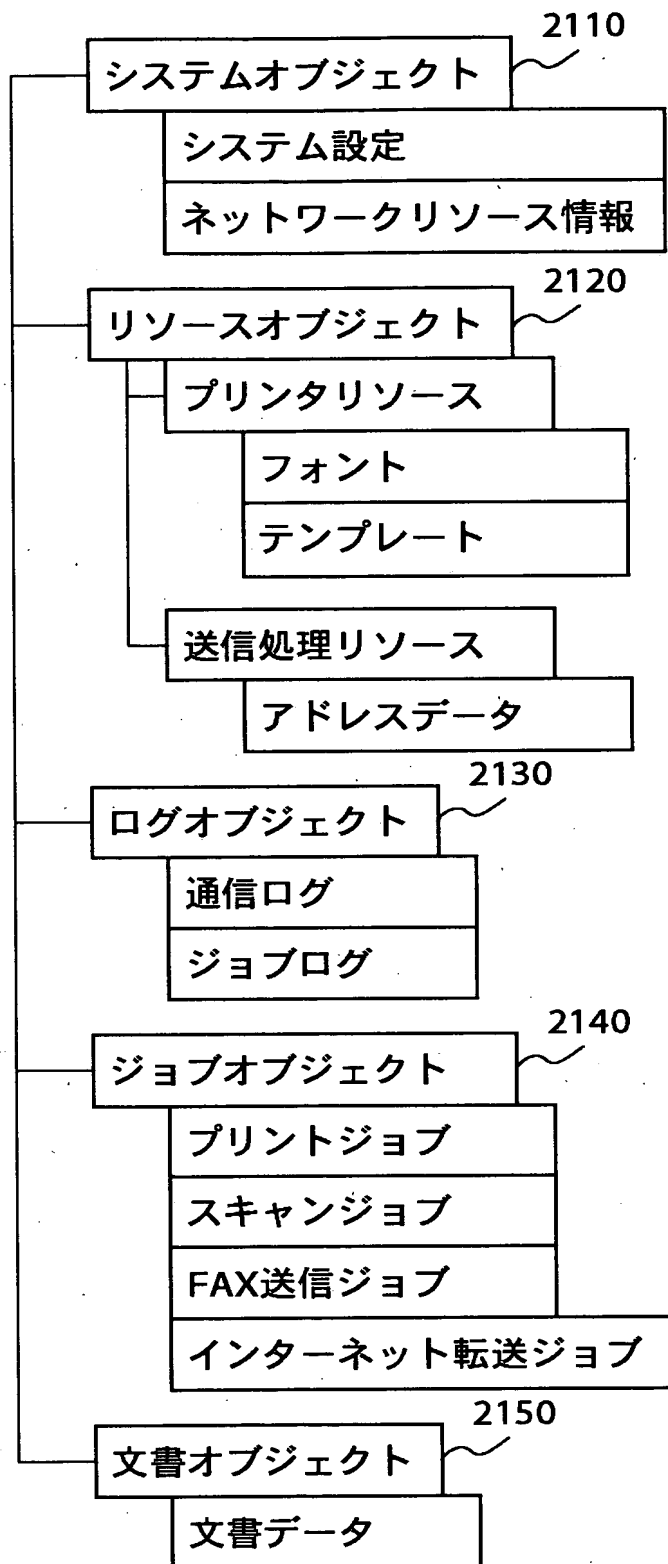 2110
システムオブジェクト
システム設定
ネットワークリソース情報
2120
リソースオブジェクト
プリンタリソース
フォント
テンプレート
送信処理リソース
アドレスデータ
2130
ログオブジェクト
通信ログ
ジョブログ
2140
ジョブオブジェクト
プリントジョブ
スキャンジョブ
FAX送信ジョブ
インターネット転送ジョブ
2150
文書オブジェクト
文書データ